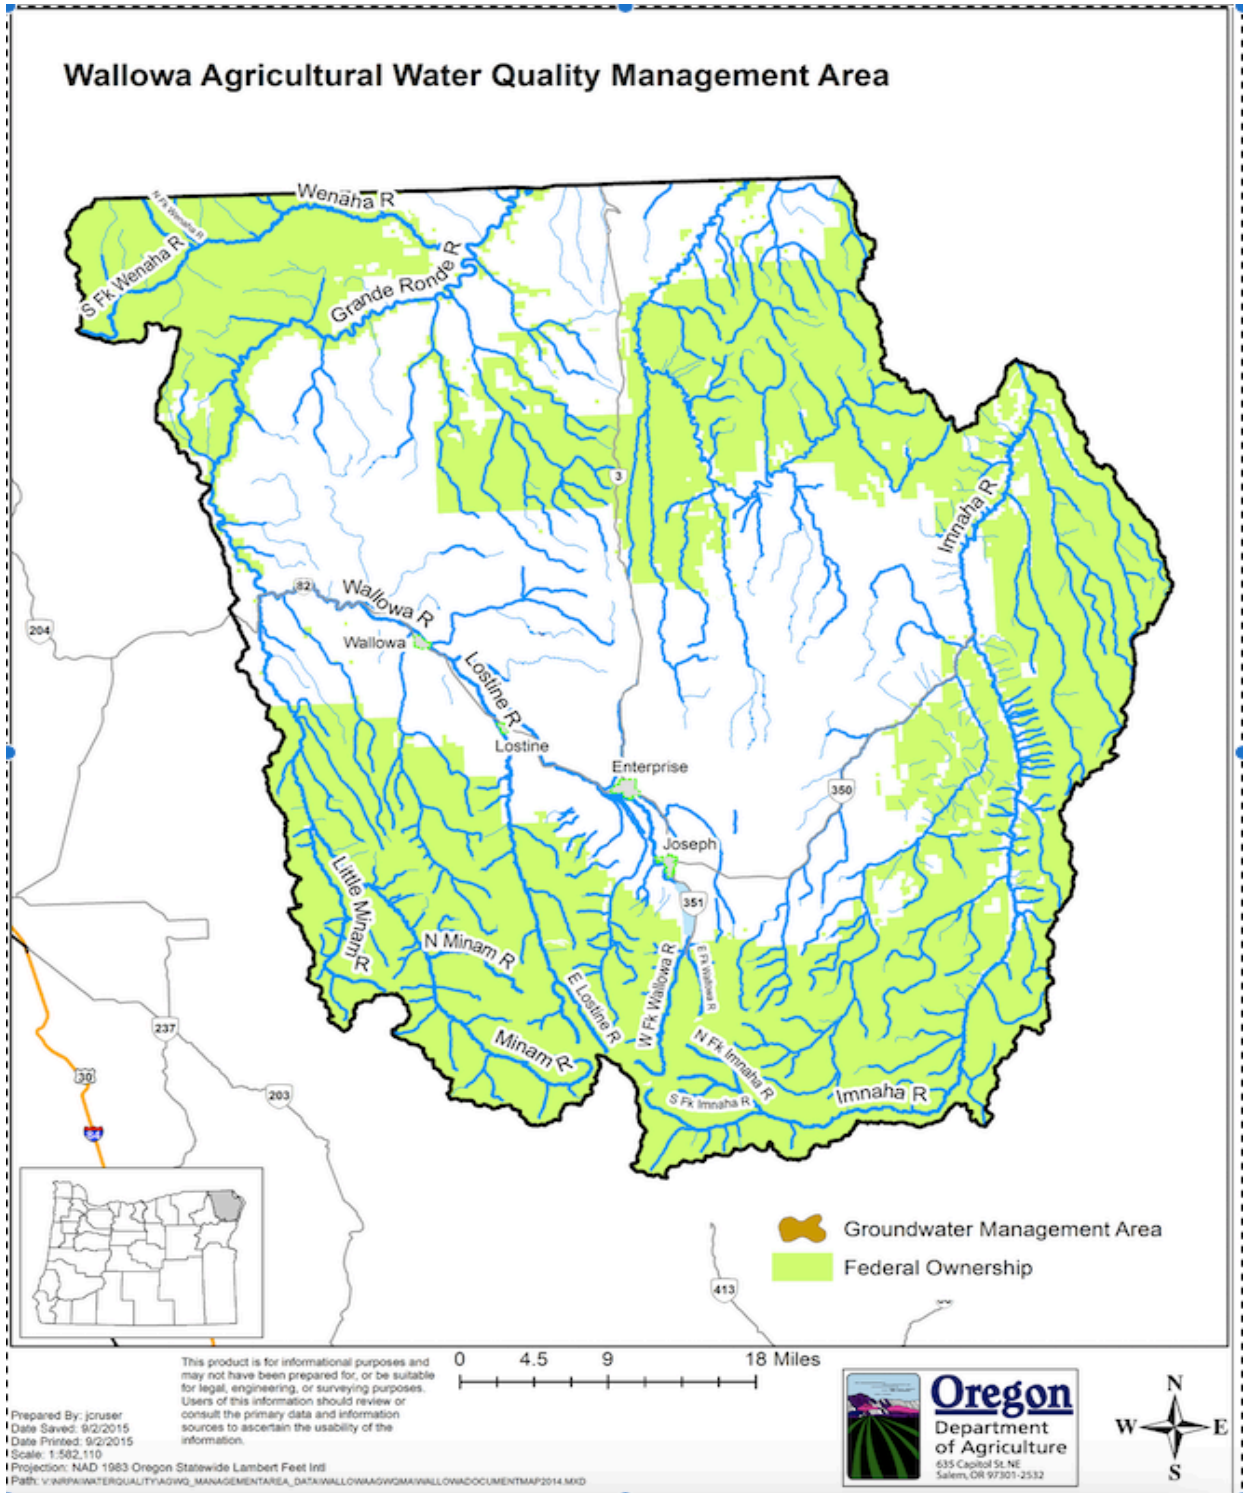 Wallowa Agricultural Water Quality Management Area
N Fk Wenaha R
Wenaha R
S Fk Wenaha R
Grande Ronde R
3
Imnaha R
82
Wallowa R
204
Wallowa
Lostine R
Lostine
Enterprise
350
Joseph
351
Little Minam R
N Minam R
E Lostine R
W Fk Wallowa R
E Fk Wallowa R
237
Minam R
N Fk Imnaha R
30
S Fk Imnaha R
Imnaha R
203
84
Groundwater Management Area
Federal Ownership
413
0 4.5 9 18 Miles
This product is for informational purposes and
may not have been prepared for, or be suitable
for legal, engineering, or surveying purposes.
Users of this information should review or
consult the primary data and information
sources to ascertain the usability of the
information.
Prepared By: jcruser
Date Saved: 9/2/2015
Date Printed: 9/2/2015
Scale: 1:582,110
Projection: NAD 1983 Oregon Statewide Lambert Feet Intl
Path:
Oregon
Department
of Agriculture
635 Capitol St. NE
Salem, OR 97301-2532
N
W E
S